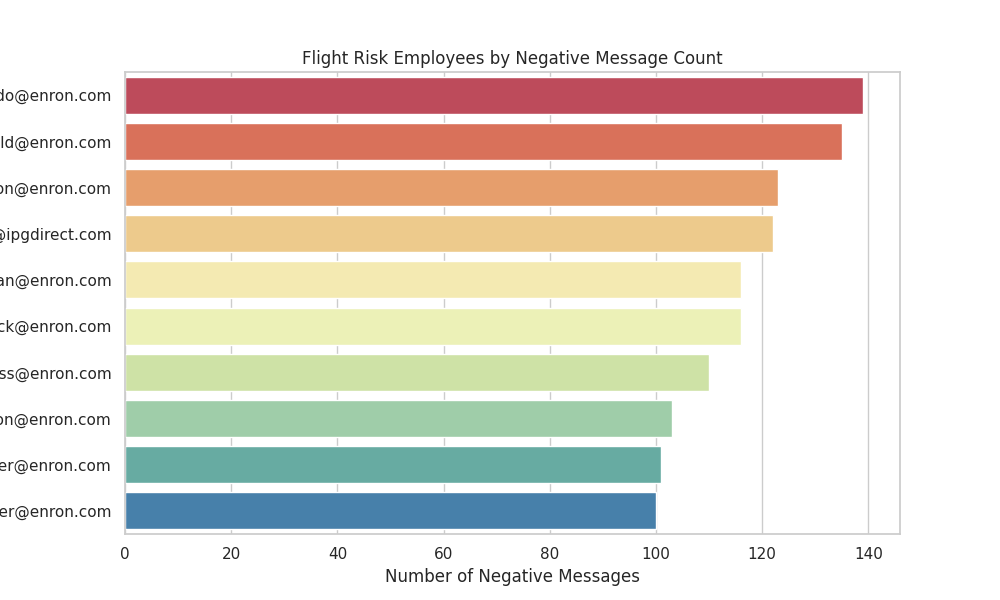 Flight Risk Employees by Negative Message Count
do@enron.com
ld@enron.com
on@enron.com
@ipgdirect.com
an@enron.com
ck@enron.com
ss@enron.com
on@enron.com
er@enron.com
er@enron.com
0 20 40 60 80 100 120 140
Number of Negative Messages